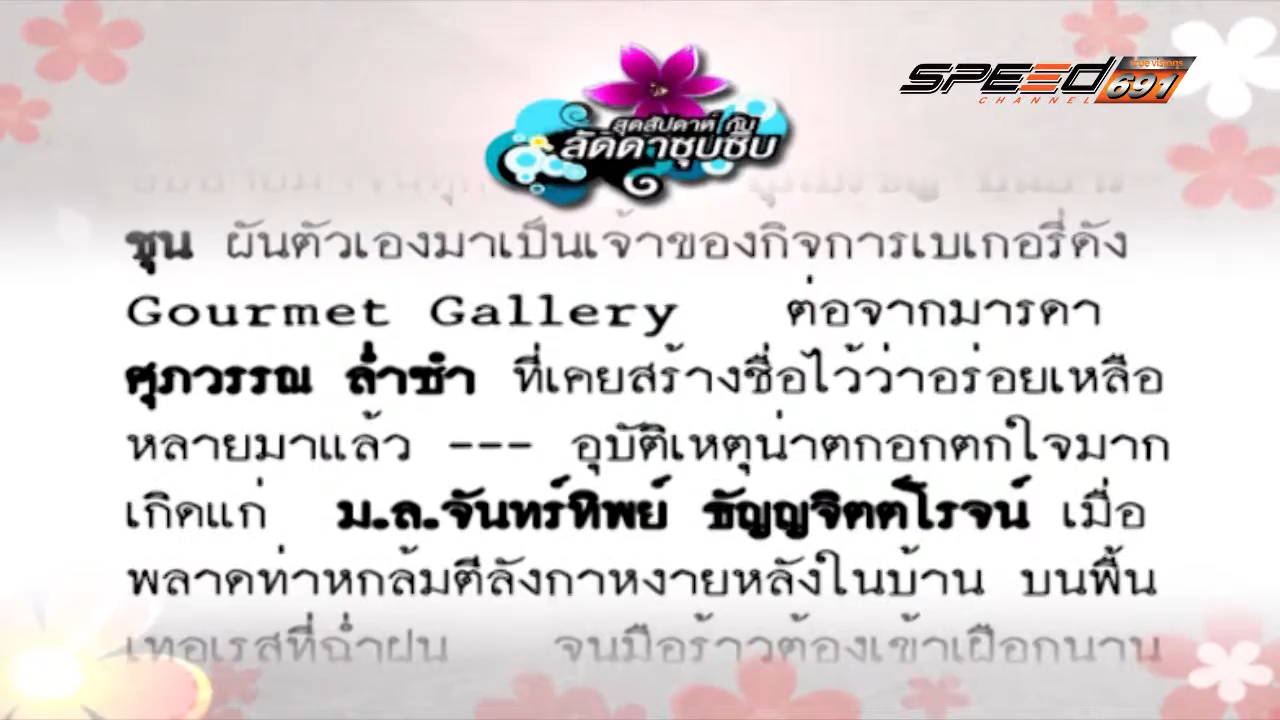 SPEED
CHANNEL
true visions
691
สุดสัปดาห์ กับ
ลัดดาซุบซิบ
ชุน ผันตัวเองมาเป็นเจ้าของกิจการเบเกอรี่ดัง
Gourmet Gallery ต่อจากมารดา
ศุภวรรณ ล่ำซำ ที่เคยสร้างชื่อไว้ว่าอร่อยเหลือ
หลายมาแล้ว --- อุบัติเหตุน่าตกอกตกใจมาก
เกิดแก่ ม.ล.จันทร์ทิพย์ ธัญญจิตต์โรจน์ เมื่อ
พลาดท่าหกล้มตีลังกาหงายหลังในบ้าน บนพื้น
เทอเรสที่ฉ่ำฝน จนมือร้าวต้องเข้าเฝือกนาน